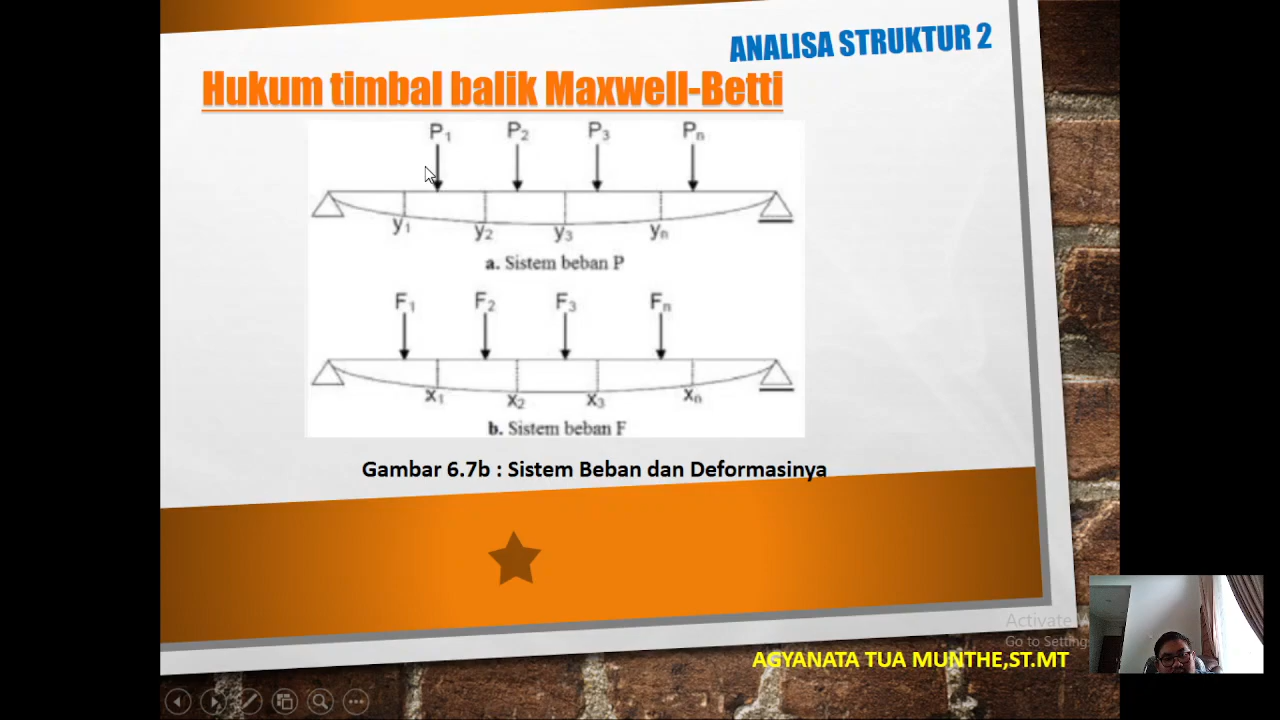 ANALISA STRUKTUR 2
Hukum timbal balik Maxwell-Betti
P1 P2 P3 Pn
y1 y2 y3 yn
a. Sistem beban P
F1 F2 F3 Fn
x1 x2 x3 xn
b. Sistem beban F
Gambar 6.7b : Sistem Beban dan Deformasinya
Activate
Go to Setting
AGYANATA TUA MUNTHE,ST.MT